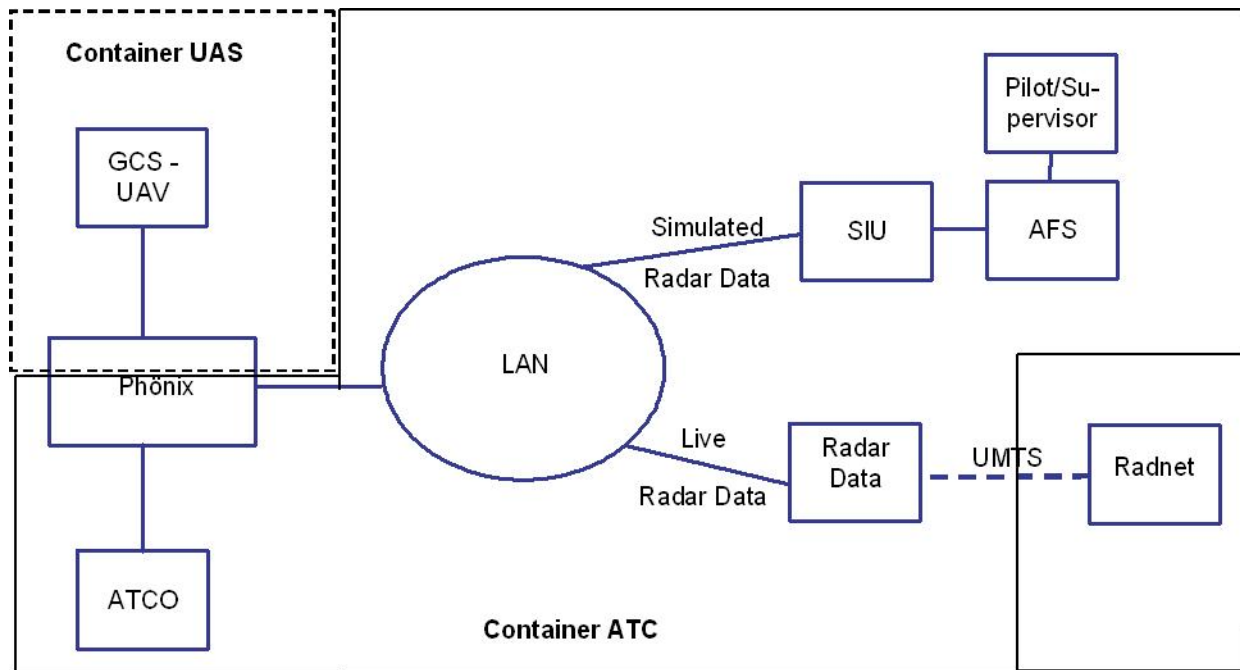 Container UAS
GCS -
UAV
Phönix
ATCO
LAN
Simulated
Radar Data
SIU
AFS
Pilot/Su-
pervisor
Live
Radar Data
Radar
Data
UMTS
Radnet
Container ATC